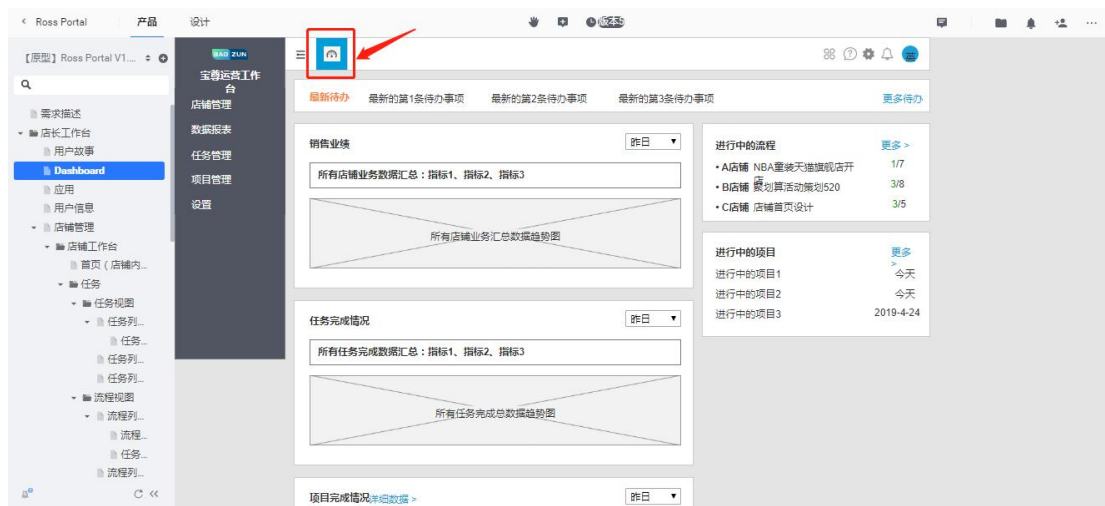 Ross Portal
产品
设计
版本5
【原型】Ross Portal V1....
需求描述
店长工作台
用户故事
Dashboard
应用
用户信息
店铺管理
店铺工作台
首页（店铺内...
任务
任务视图
任务列...
任务...
任务列...
任务列...
流程视图
流程列...
流程...
任务...
流程列...
BAO ZUN
宝尊运营工作
台
店铺管理
数据报表
任务管理
项目管理
设置
最新待办 最新的第1条待办事项 最新的第2条待办事项 最新的第3条待办事项 更多待办
销售业绩 昨日
所有店铺业务数据汇总：指标1、指标2、指标3
所有店铺业务汇总数据趋势图
任务完成情况 昨日
所有任务完成数据汇总：指标1、指标2、指标3
所有任务完成总数据趋势图
项目完成情况 详细数据 > 昨日
进行中的流程 更多 >
• A店铺 NBA童装天猫旗舰店开
店
1/7
• B店铺 聚划算活动策划520 3/8
• C店铺 店铺首页设计 3/5
进行中的项目 更多
>
进行中的项目1 今天
进行中的项目2 今天
进行中的项目3 2019-4-24